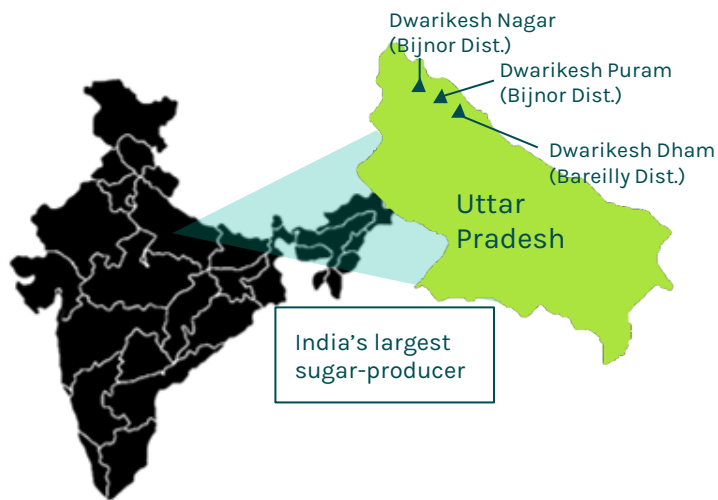 Dwarikesh Nagar
(Bijnor Dist.)
Dwarikesh Puram
(Bijnor Dist.)
Dwarikesh Dham
(Bareilly Dist.)
Uttar
Pradesh
India’s largest
sugar-producer